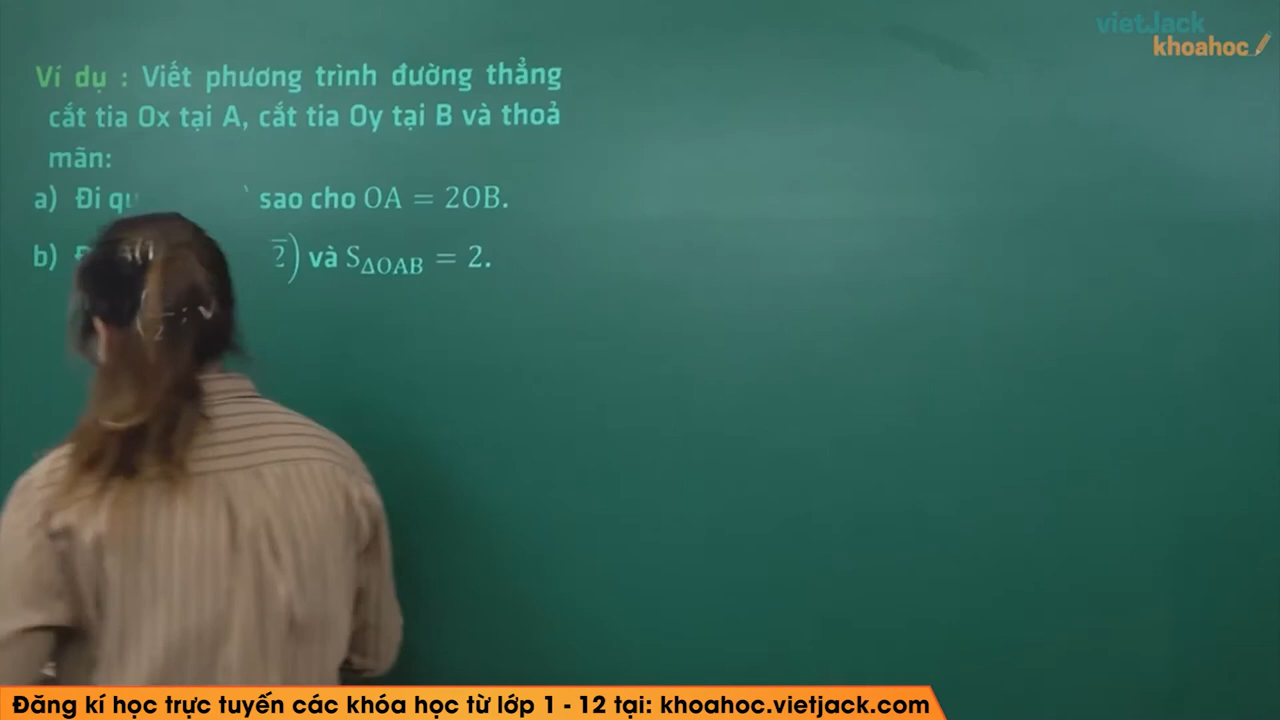 vietJack
khoahoc
Ví dụ : Viết phương trình đường thẳng
cắt tia Ox tại A, cắt tia Oy tại B và thoả
mãn:
a) Đi sao cho OA = 2OB.
b) 2) và S∆OAB = 2.
Đăng kí học trực tuyến các khóa học từ lớp 1 - 12 tại: khoahoc.vietjack.com